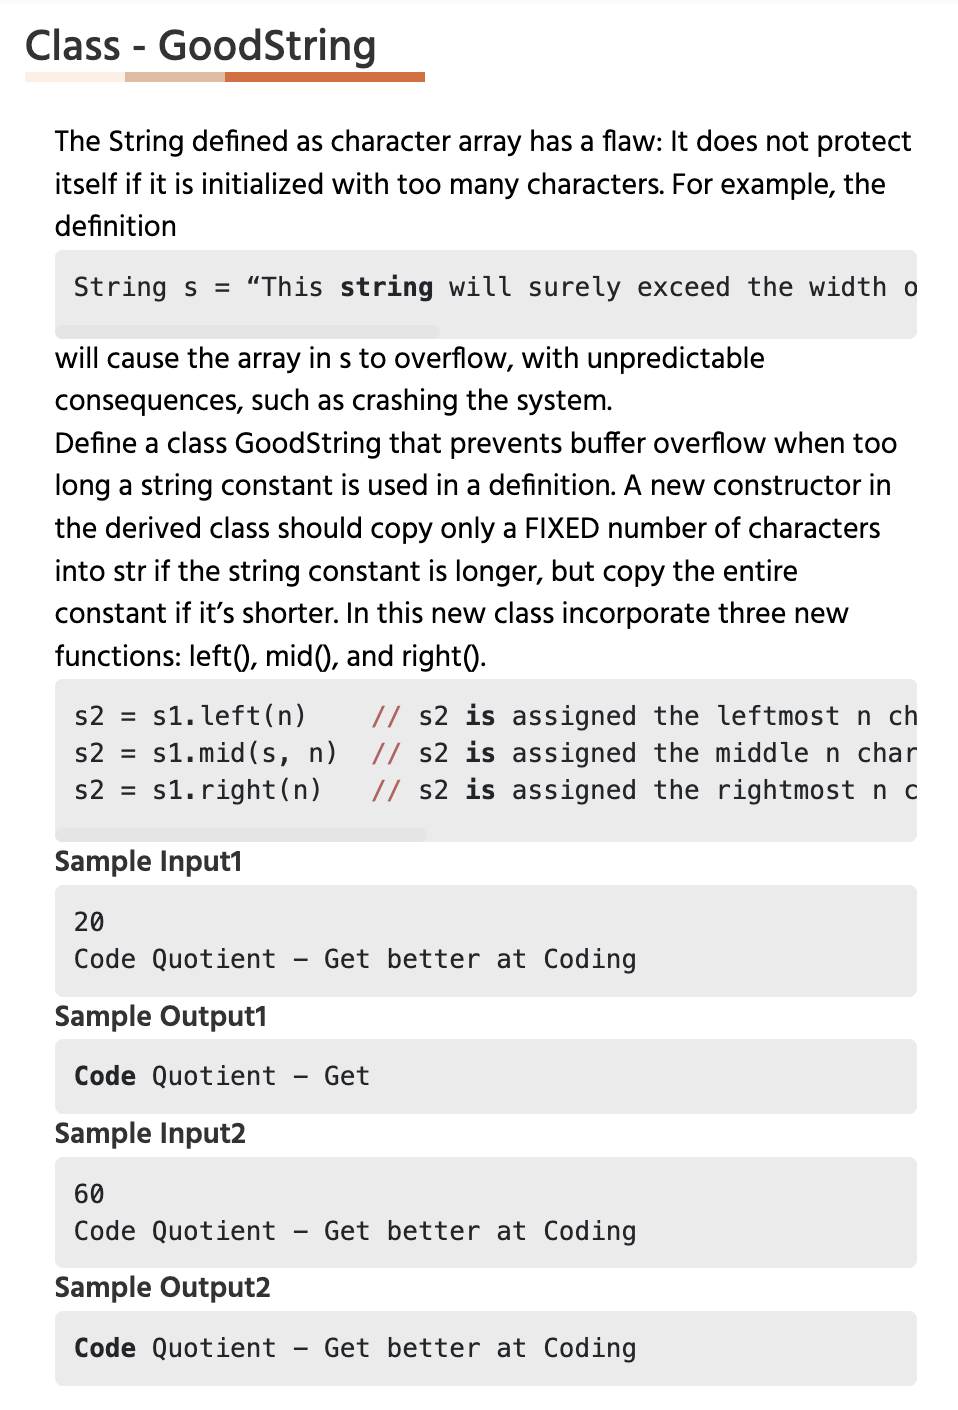 Class - GoodString
The String defined as character array has a flaw: It does not protect
itself if it is initialized with too many characters. For example, the
definition
String s = “This string will surely exceed the width o
will cause the array in s to overflow, with unpredictable
consequences, such as crashing the system.
Define a class GoodString that prevents buffer overflow when too
long a string constant is used in a definition. A new constructor in
the derived class should copy only a FIXED number of characters
into str if the string constant is longer, but copy the entire
constant if it’s shorter. In this new class incorporate three new
functions: left(), mid(), and right().
s2 = s1.left(n)    // s2 is assigned the leftmost n ch
s2 = s1.mid(s, n)  // s2 is assigned the middle n char
s2 = s1.right(n)   // s2 is assigned the rightmost n c
Sample Input1
20
Code Quotient – Get better at Coding
Sample Output1
Code Quotient – Get
Sample Input2
60
Code Quotient – Get better at Coding
Sample Output2
Code Quotient – Get better at Coding